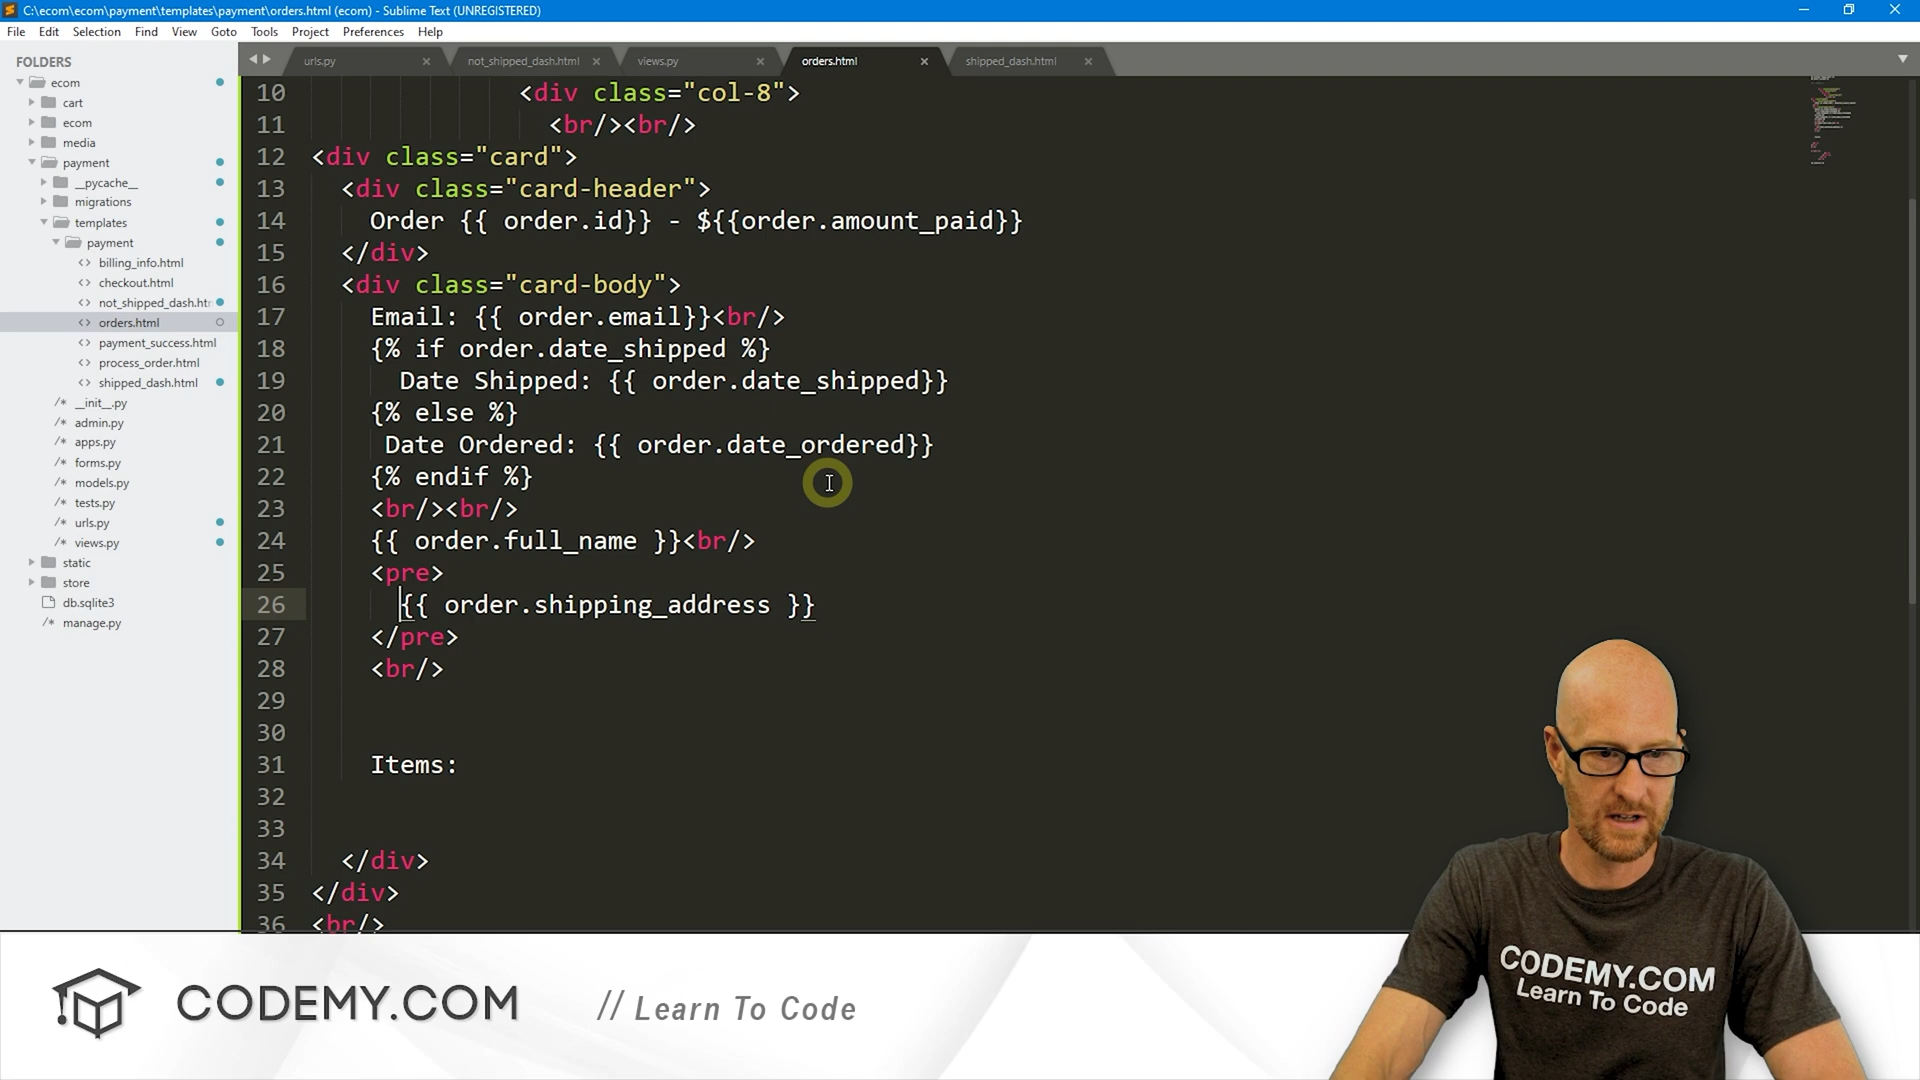 C:\ecom\ecom\payment\templates\payment\orders.html (ecom) - Sublime Text (UNREGISTERED)
File Edit Selection Find View Goto Tools Project Preferences Help
FOLDERS
ecom
cart
ecom
media
payment
__pycache__
migrations
templates
payment
billing_info.html
checkout.html
not_shipped_dash.htr
orders.html
payment_success.html
process_order.html
shipped_dash.html
__init__.py
admin.py
apps.py
forms.py
models.py
tests.py
urls.py
views.py
static
store
db.sqlite3
manage.py
urls.py not_shipped_dash.html views.py orders.html shipped_dash.html
10 <div class="col-8">
11 <br/><br/>
12 <div class="card">
13 <div class="card-header">
14 Order {{ order.id}} - ${{order.amount_paid}}
15 </div>
16 <div class="card-body">
17 Email: {{ order.email}}<br/>
18 {% if order.date_shipped %}
19 Date Shipped: {{ order.date_shipped}}
20 {% else %}
21 Date Ordered: {{ order.date_ordered}}
22 {% endif %}
23 <br/><br/>
24 {{ order.full_name }}<br/>
25 <pre>
26 {{ order.shipping_address }}
27 </pre>
28 <br/>
29
30
31 Items:
32
33
34 </div>
35 </div>
36 <br/>
CODEMY.COM // Learn To Code
CODEMY.COM
Learn To Code